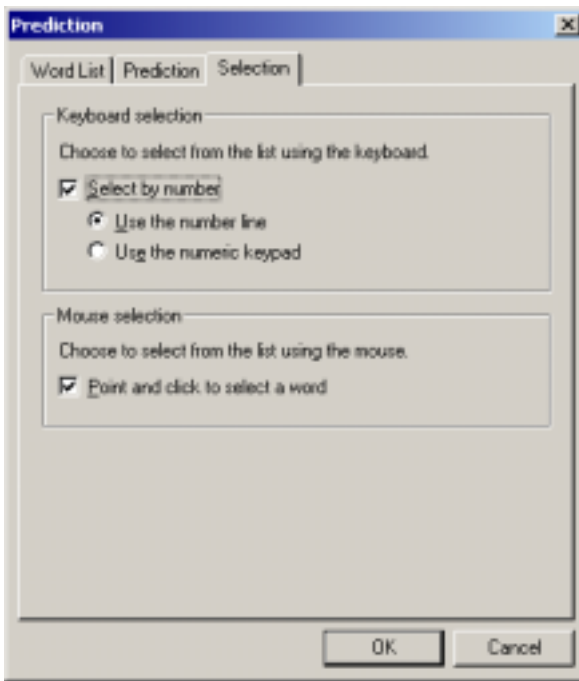 Prediction
Word List Prediction Selection
Keyboard selection
Choose to select from the list using the keyboard.
Select by number
Use the number line
Use the numeric keypad
Mouse selection
Choose to select from the list using the mouse.
Point and click to select a word
OK Cancel